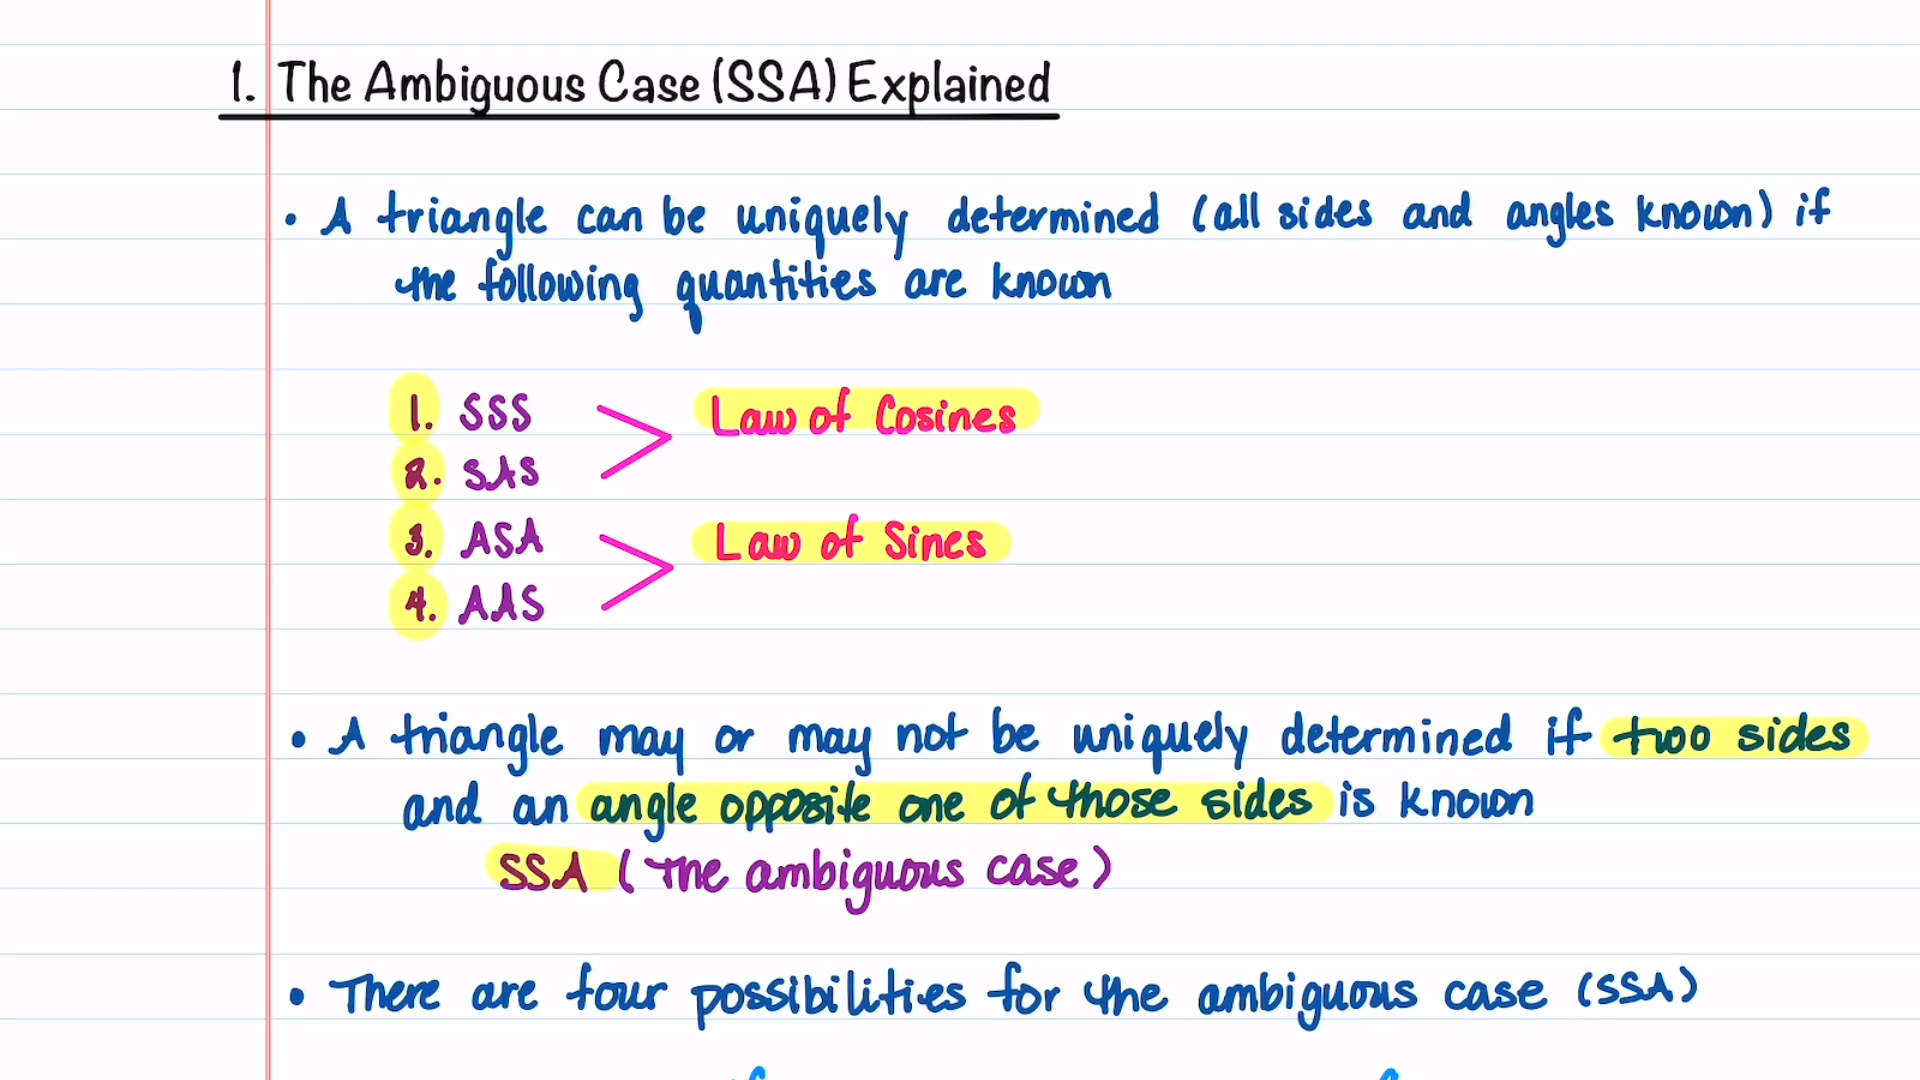 1. The Ambiguous Case (SSA) Explained
• A triangle can be uniquely determined (all sides and angles known) if
the following quantities are known
1. SSS
Law of Cosines
2. SAS
3. ASA
Law of Sines
4. AAS
• A triangle may or may not be uniquely determined if two sides
and an angle opposite one of those sides is known
SSA (The ambiguous case)
• There are four possibilities for the ambiguous case (SSA)